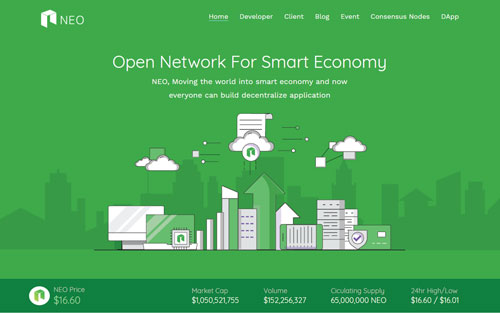 NEO
Home Developer Client Blog Event Consensus Nodes DApp
Open Network For Smart Economy
NEO, Moving the world into smart economy and now
everyone can build decentralize application
NEO Price
$16.60
Market Cap
$1,050,521,755
Volume
$152,256,327
Ciculating Supply
65,000,000 NEO
24hr High/Low
$16.60 / $16.01